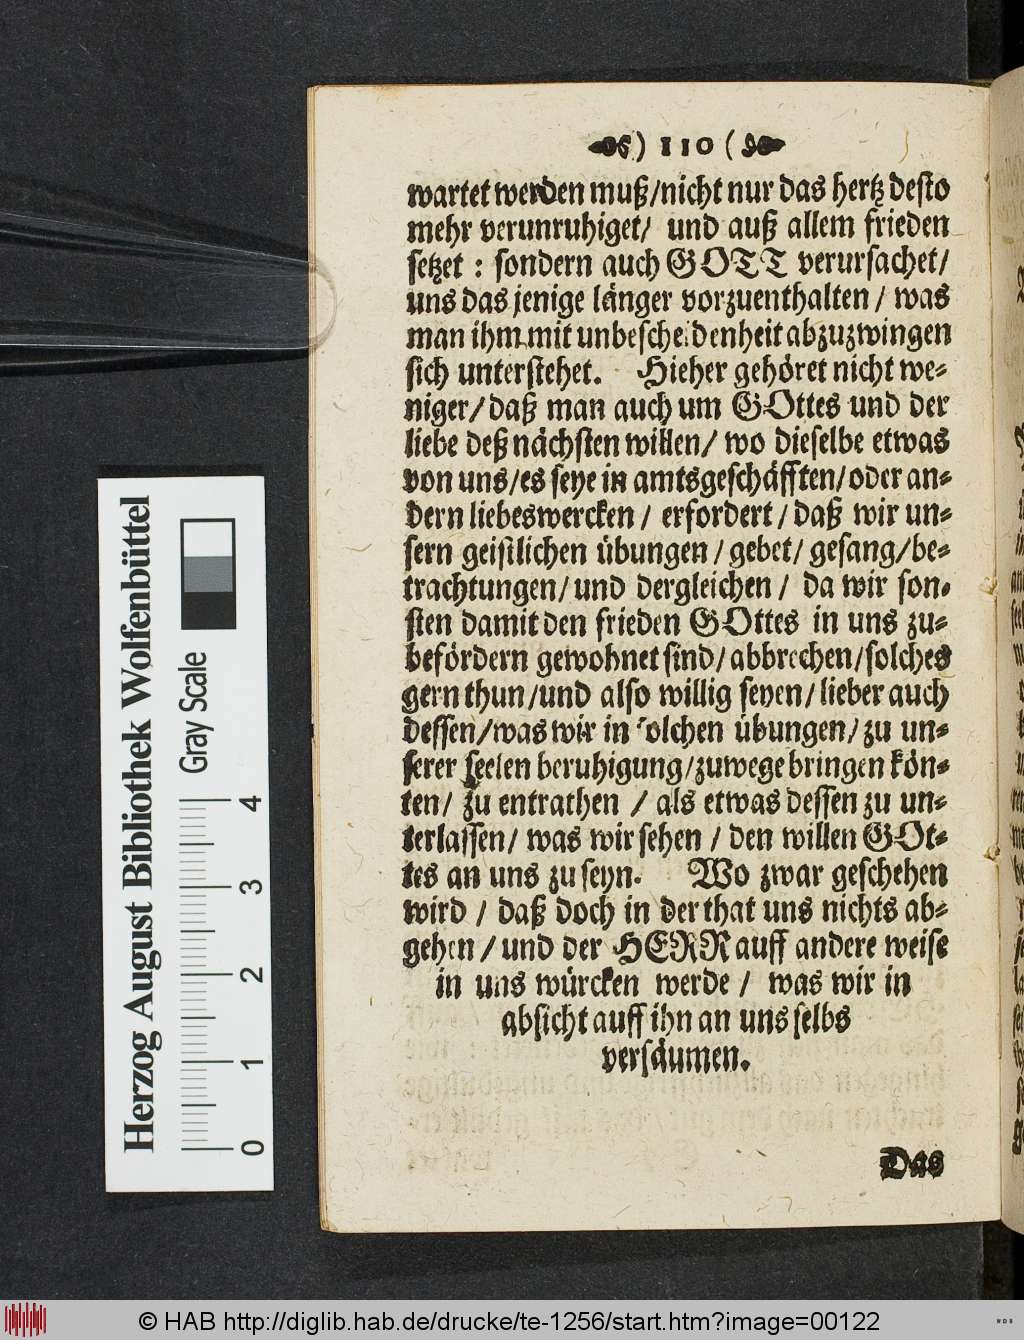 ) 110 (
wartet werden muß/nicht nur das hertz desto
mehr verunruhiget/ und auß allem frieden
setzet : sondern auch GOTT verursachet/
uns das jenige länger vorzuenthalten / was
man ihm mit unbescheidenheit abzuzwingen
sich unterstehet. Hieher gehöret nicht we-
niger/ daß man auch um GOttes und der
liebe deß nächsten willen/ wo dieselbe etwas
von uns/es seye in amtsgeschäfften/oder an-
dern liebeswercken / erfordert / daß wir un-
sern geistlichen übungen / gebet/ gesang/be-
trachtungen/ und dergleichen / da wir son-
sten damit den frieden GOttes in uns zu-
befördern gewohnet sind/ abbrechen/solches
gern thun/und also willig seyen/ lieber auch
dessen/was wir in solchen übungen/ zu un-
serer seelen beruhigung/zuwege bringen kön-
ten/ zu entrathen / als etwas dessen zu un-
terlassen/ was wir sehen / den willen GOt-
tes an uns zu seyn. Wo zwar geschehen
wird / daß doch in der that uns nichts ab-
gehen / und der HERR auff andere weise
in uns würcken werde / was wir in
absicht auff ihn an uns selbs
versäumen.
Das
Herzog August Bibliothek Wolfenbüttel
Gray Scale
0 1 2 3 4
© HAB http://diglib.hab.de/drucke/te-1256/start.htm?image=00122